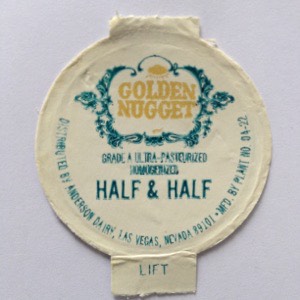 GOLDEN
NUGGET
GRADE A ULTRA-PASTEURIZED
HOMOGENIZED
HALF & HALF
DISTRIBUTED BY ANDERSON DAIRY, LAS VEGAS, NEVADA 89101 • MFD. BY PLANT NO. 04-22
LIFT